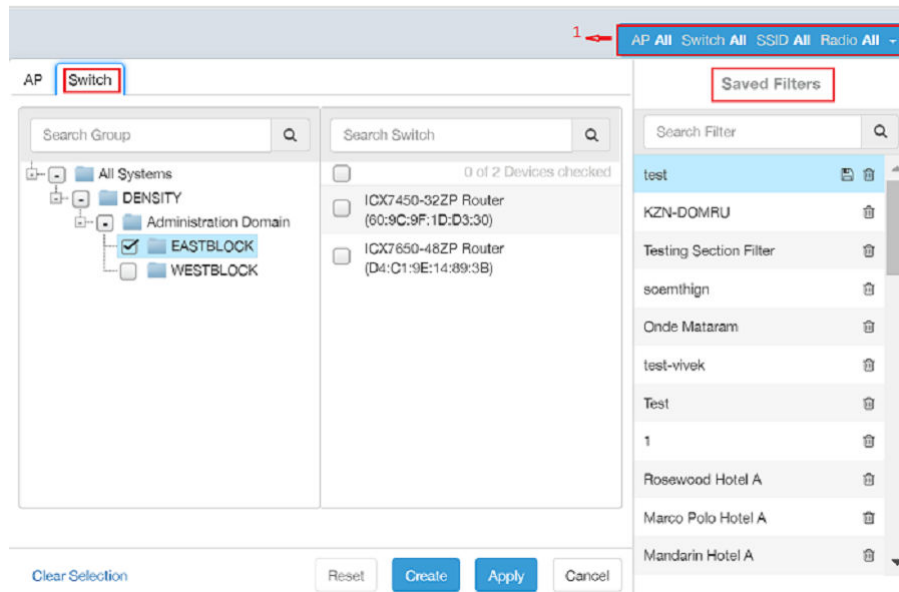 1
AP All Switch All SSID All Radio All
AP
Switch
Saved Filters
Search Group
Search Switch
Search Filter
All Systems
DENSITY
Administration Domain
EASTBLOCK
WESTBLOCK
0 of 2 Devices checked
ICX7450-32ZP Router
(60:9C:9F:1D:D3:30)
ICX7650-48ZP Router
(D4:C1:9E:14:89:3B)
test
KZN-DOMRU
Testing Section Filter
soemthign
Onde Mataram
test-vivek
Test
1
Rosewood Hotel A
Marco Polo Hotel A
Mandarin Hotel A
Clear Selection
Reset
Create
Apply
Cancel